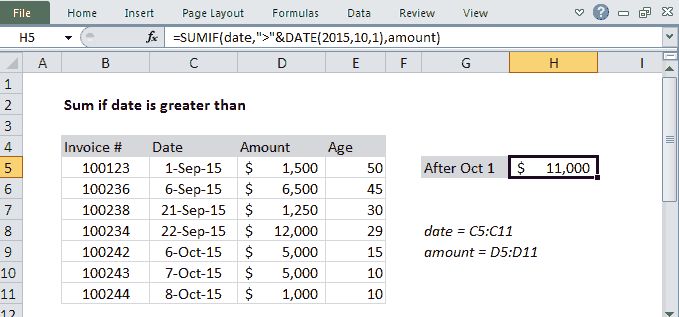 File Home Insert Page Layout Formulas Data Review View
H5 fx =SUMIF(date,">"&DATE(2015,10,1),amount)
A B C D E F G H I
1
2 Sum if date is greater than
3
4 Invoice # Date Amount Age
5 100123 1-Sep-15 $ 1,500 50 After Oct 1 $ 11,000
6 100236 6-Sep-15 $ 6,500 45
7 100238 21-Sep-15 $ 1,250 30
8 100234 22-Sep-15 $ 12,000 29 date = C5:C11
9 100242 6-Oct-15 $ 5,000 15 amount = D5:D11
10 100243 7-Oct-15 $ 5,000 10
11 100244 8-Oct-15 $ 1,000 10
12